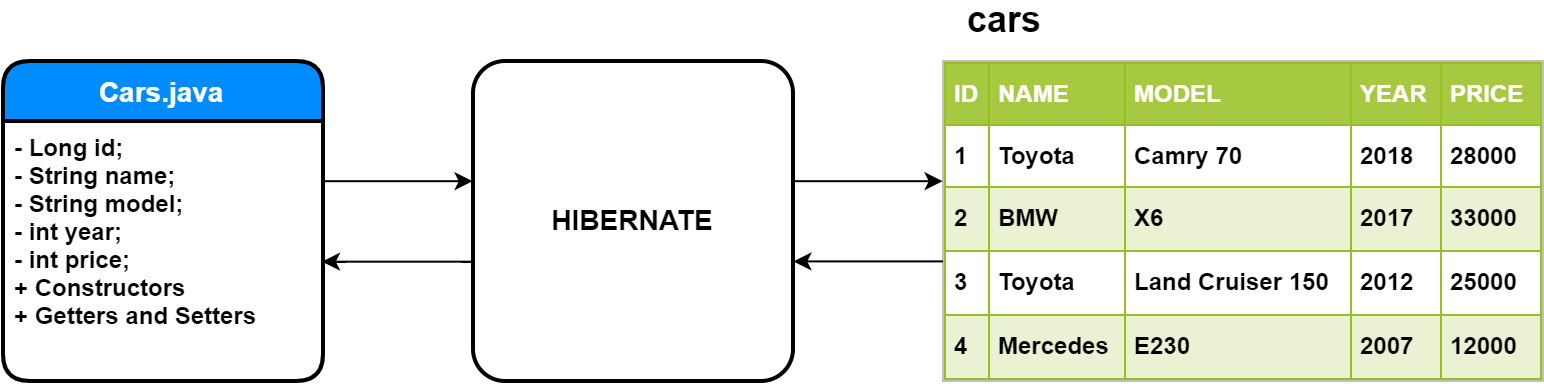 cars
Cars.java
- Long id;
- String name;
- String model;
- int year;
- int price;
+ Constructors
+ Getters and Setters
HIBERNATE
ID NAME MODEL YEAR PRICE
1 Toyota Camry 70 2018 28000
2 BMW X6 2017 33000
3 Toyota Land Cruiser 150 2012 25000
4 Mercedes E230 2007 12000